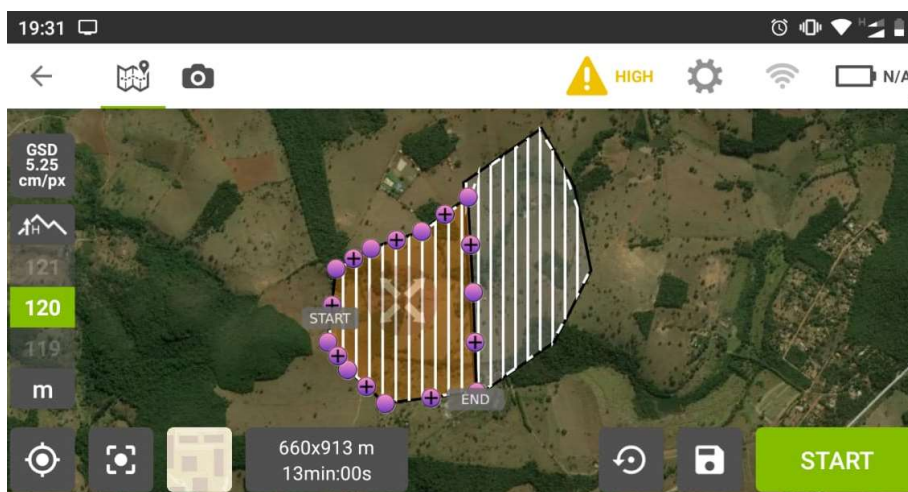 19:31
H
HIGH
N/A
GSD
5.25
cm/px
H
121
120
119
m
START
END
660x913 m
13min:00s
START